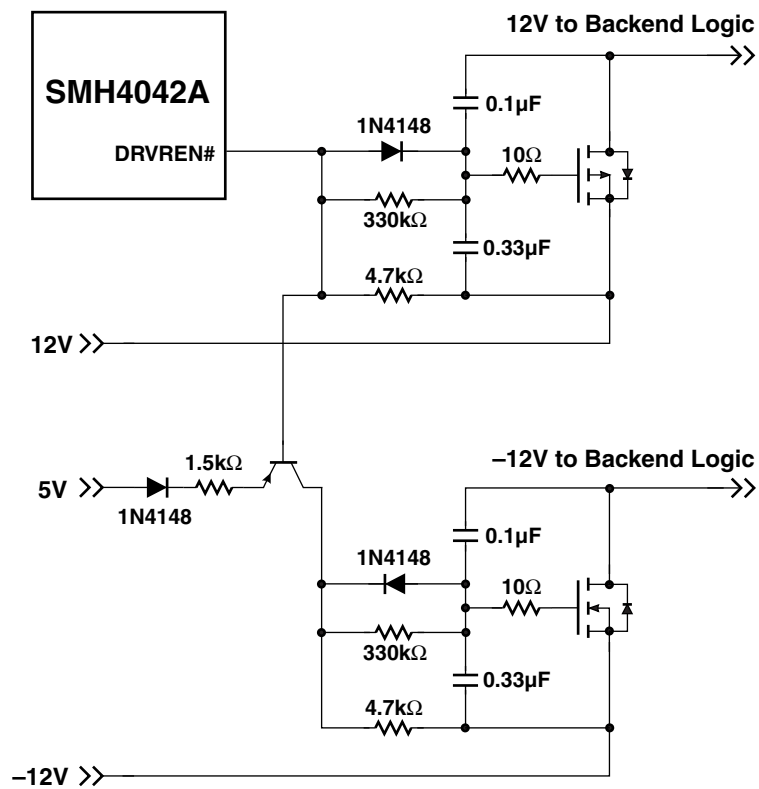 12V to Backend Logic
SMH4042A
0.1µF
1N4148
DRVREN#
10Ω
330kΩ
0.33µF
4.7kΩ
12V
–12V to Backend Logic
1.5kΩ
5V
1N4148
0.1µF
1N4148
10Ω
330kΩ
0.33µF
4.7kΩ
–12V